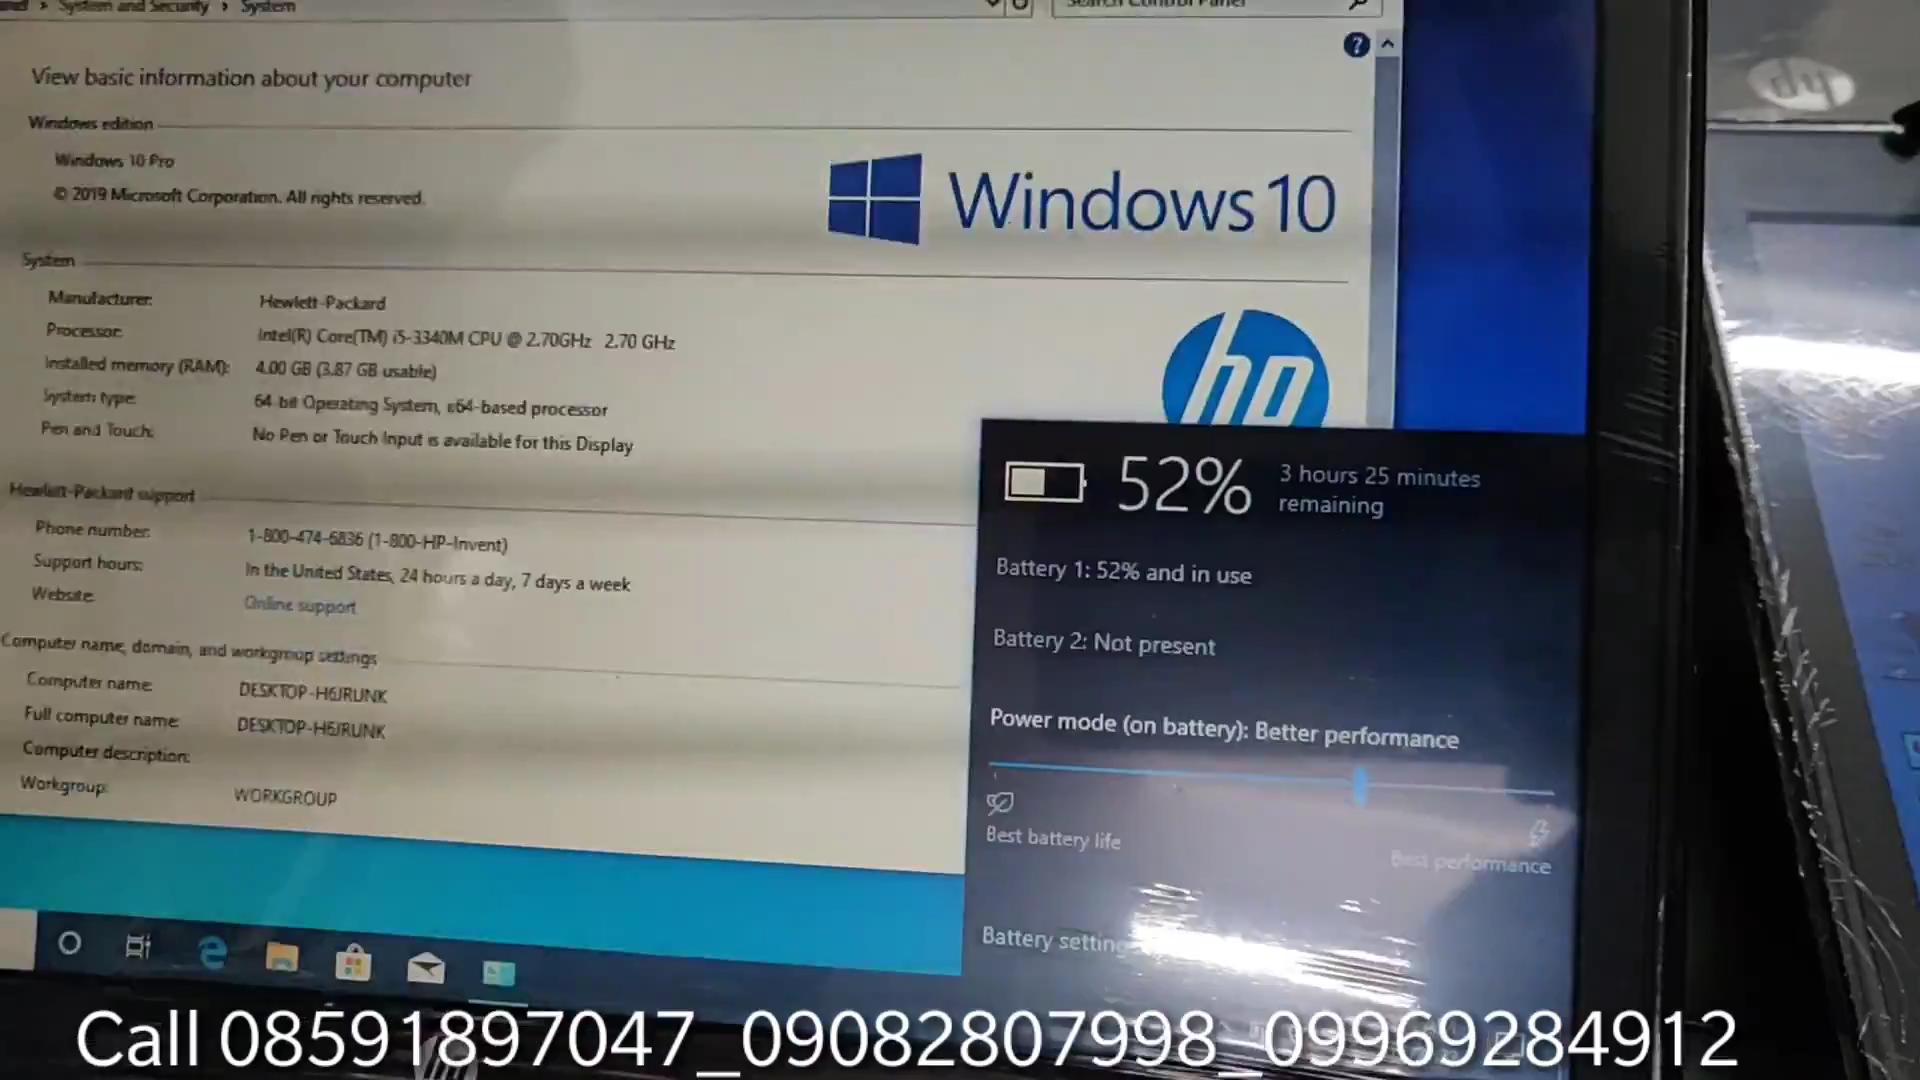 System and Security > System
View basic information about your computer
Windows edition
Windows 10 Pro
© 2019 Microsoft Corporation. All rights reserved.
Windows 10
System
Manufacturer: Hewlett-Packard
Processor: Intel(R) Core(TM) i5-3340M CPU @ 2.70GHz 2.70 GHz
Installed memory (RAM): 4.00 GB (3.87 GB usable)
System type: 64-bit Operating System, x64-based processor
Pen and Touch: No Pen or Touch Input is available for this Display
hp
Hewlett-Packard support
Phone number: 1-800-474-6836 (1-800-HP-Invent)
Support hours: In the United States, 24 hours a day, 7 days a week
Website: Online support
Computer name, domain, and workgroup settings
Computer name: DESKTOP-H6JRUNK
Full computer name: DESKTOP-H6JRUNK
Computer description:
Workgroup: WORKGROUP
52% 3 hours 25 minutes
remaining
Battery 1: 52% and in use
Battery 2: Not present
Power mode (on battery): Better performance
Best battery life
Best performance
Battery setting
hp
hp
Call 08591897047_09082807998_09969284912